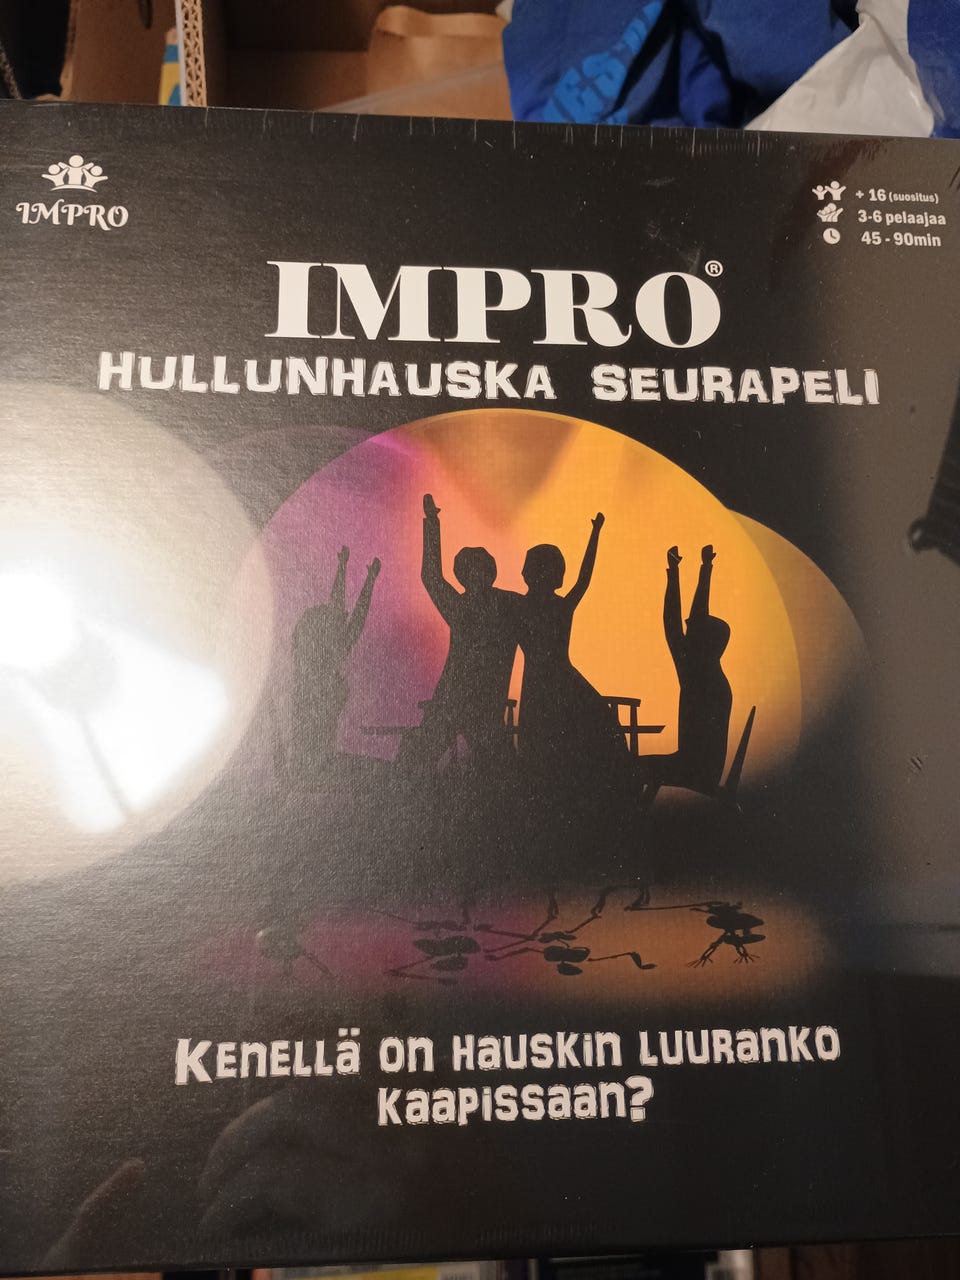 IMPRO
+ 16 (suositus)
3-6 pelaajaa
45 - 90min
IMPRO®
HULLUNHAUSKA SEURAPELI
KENELLÄ ON HAUSKIN LUURANKO
KAAPISSAAN?